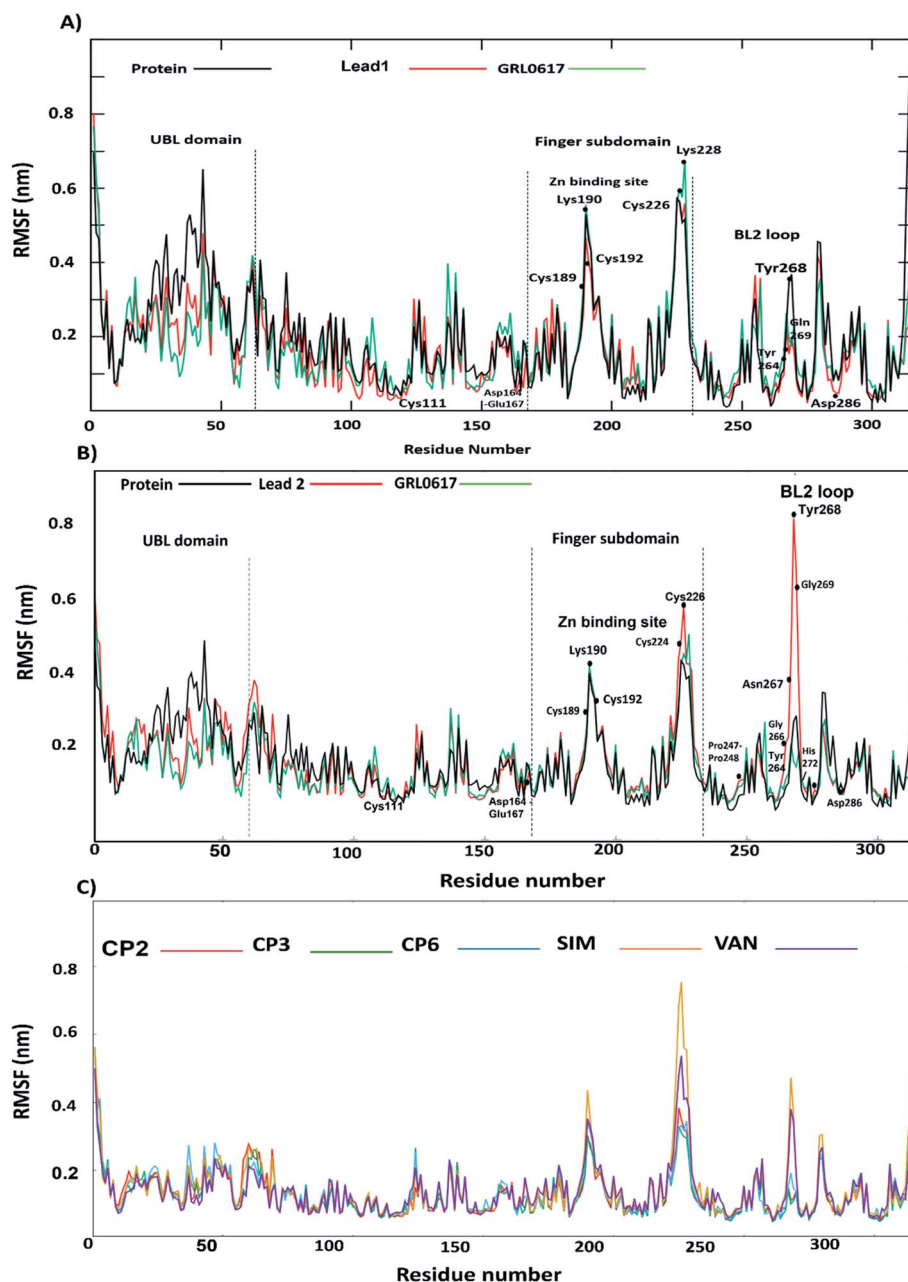 A)
Protein Lead1 GRL0617
UBL domain
Finger subdomain
Lys228
Zn binding site
Lys190
Cys226
Cys189
Cys192
BL2 loop
Tyr268
Gln
269
Tyr
264
Asp286
Cys111
Asp164
-Glu167
RMSF (nm)
0.8
0.6
0.4
0.2
0 50 100 150 200 250 300
Residue Number
B)
Protein Lead 2 GRL0617
BL2 loop
Tyr268
UBL domain
Finger subdomain
Gly269
Cys226
Zn binding site
Cys224
Lys190
Cys192
Cys189
Asn267
Gly
266
Pro247-
Pro248
Tyr
264
His
272
Asp286
Cys111
Asp164 -
Glu167
RMSF (nm)
0.8
0.6
0.4
0.2
0 50 100 150 200 250 300
Residue number
C)
CP2 CP3 CP6 SIM VAN
RMSF (nm)
0.8
0.6
0.4
0.2
0 50 100 150 200 250 300
Residue number